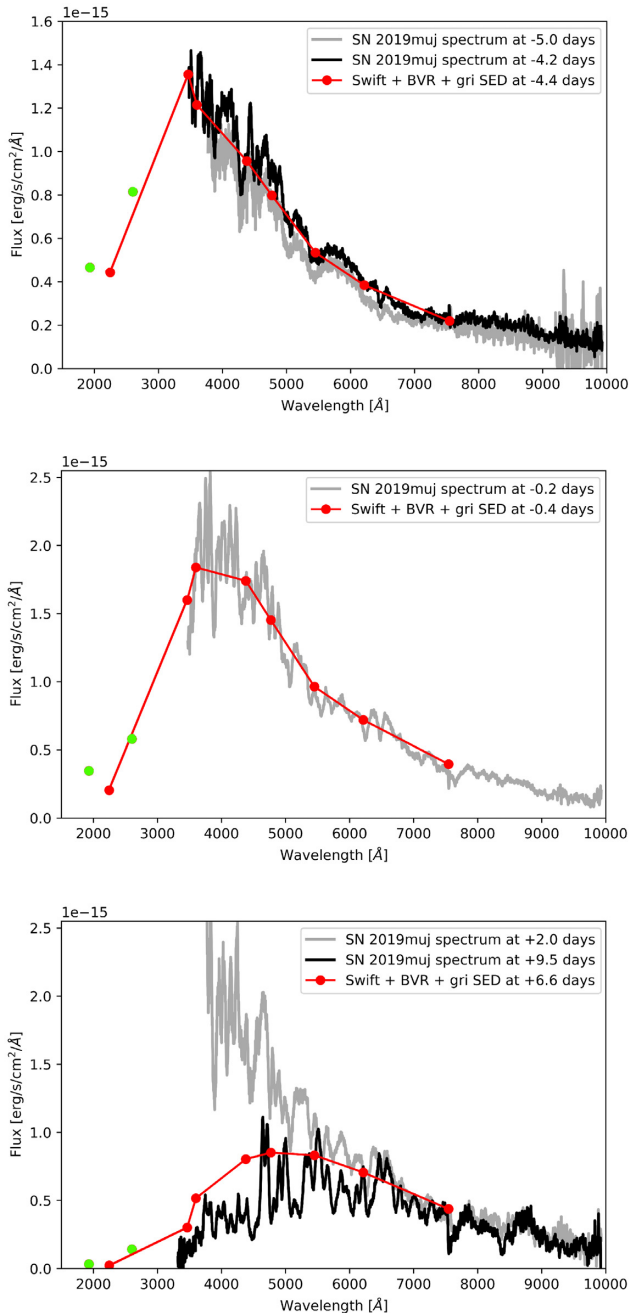 1e−15
1.6
1.4
1.2
1.0
0.8
0.6
0.4
0.2
0.0
Flux [erg/s/cm²/Å]
SN 2019muj spectrum at -5.0 days
SN 2019muj spectrum at -4.2 days
Swift + BVR + gri SED at -4.4 days
2000 3000 4000 5000 6000 7000 8000 9000 10000
Wavelength [Å]
1e−15
2.5
2.0
1.5
1.0
0.5
0.0
Flux [erg/s/cm²/Å]
SN 2019muj spectrum at -0.2 days
Swift + BVR + gri SED at -0.4 days
2000 3000 4000 5000 6000 7000 8000 9000 10000
Wavelength [Å]
1e−15
2.5
2.0
1.5
1.0
0.5
0.0
Flux [erg/s/cm²/Å]
SN 2019muj spectrum at +2.0 days
SN 2019muj spectrum at +9.5 days
Swift + BVR + gri SED at +6.6 days
2000 3000 4000 5000 6000 7000 8000 9000 10000
Wavelength [Å]